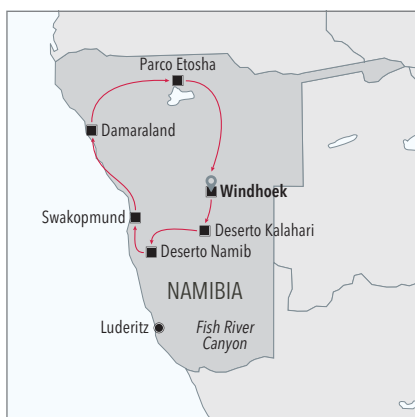 Parco Etosha
Damaraland
Windhoek
Swakopmund
Deserto Kalahari
Deserto Namib
NAMIBIA
Luderitz
Fish River
Canyon